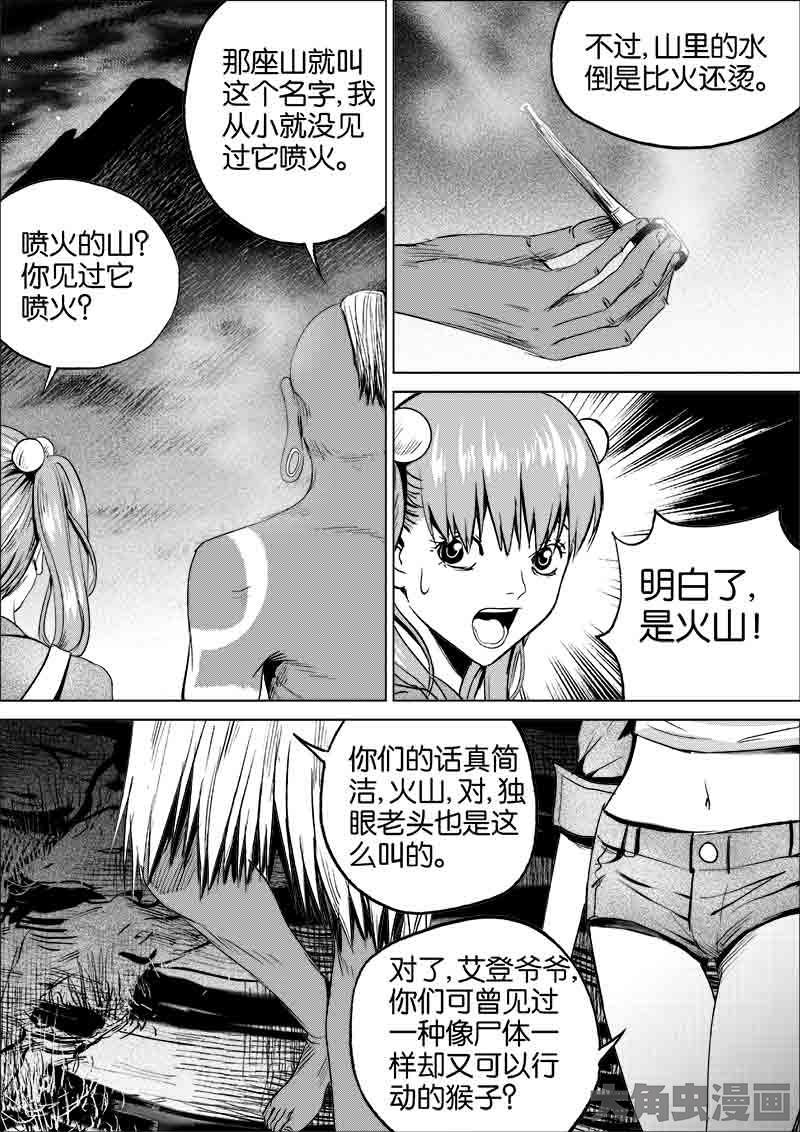 喷火的山?
你见过它
喷火?
那座山就叫
这个名字,我
从小就没见
过它喷火。
不过,山里的水
倒是比火还烫。
明白了,
是火山!
你们的话真简
洁,火山,对,独
眼老头也是这
么叫的。
对了,艾登爷爷,
你们可曾见过
一种像尸体一
样却又可以行
动的猴子?
大角虫漫画